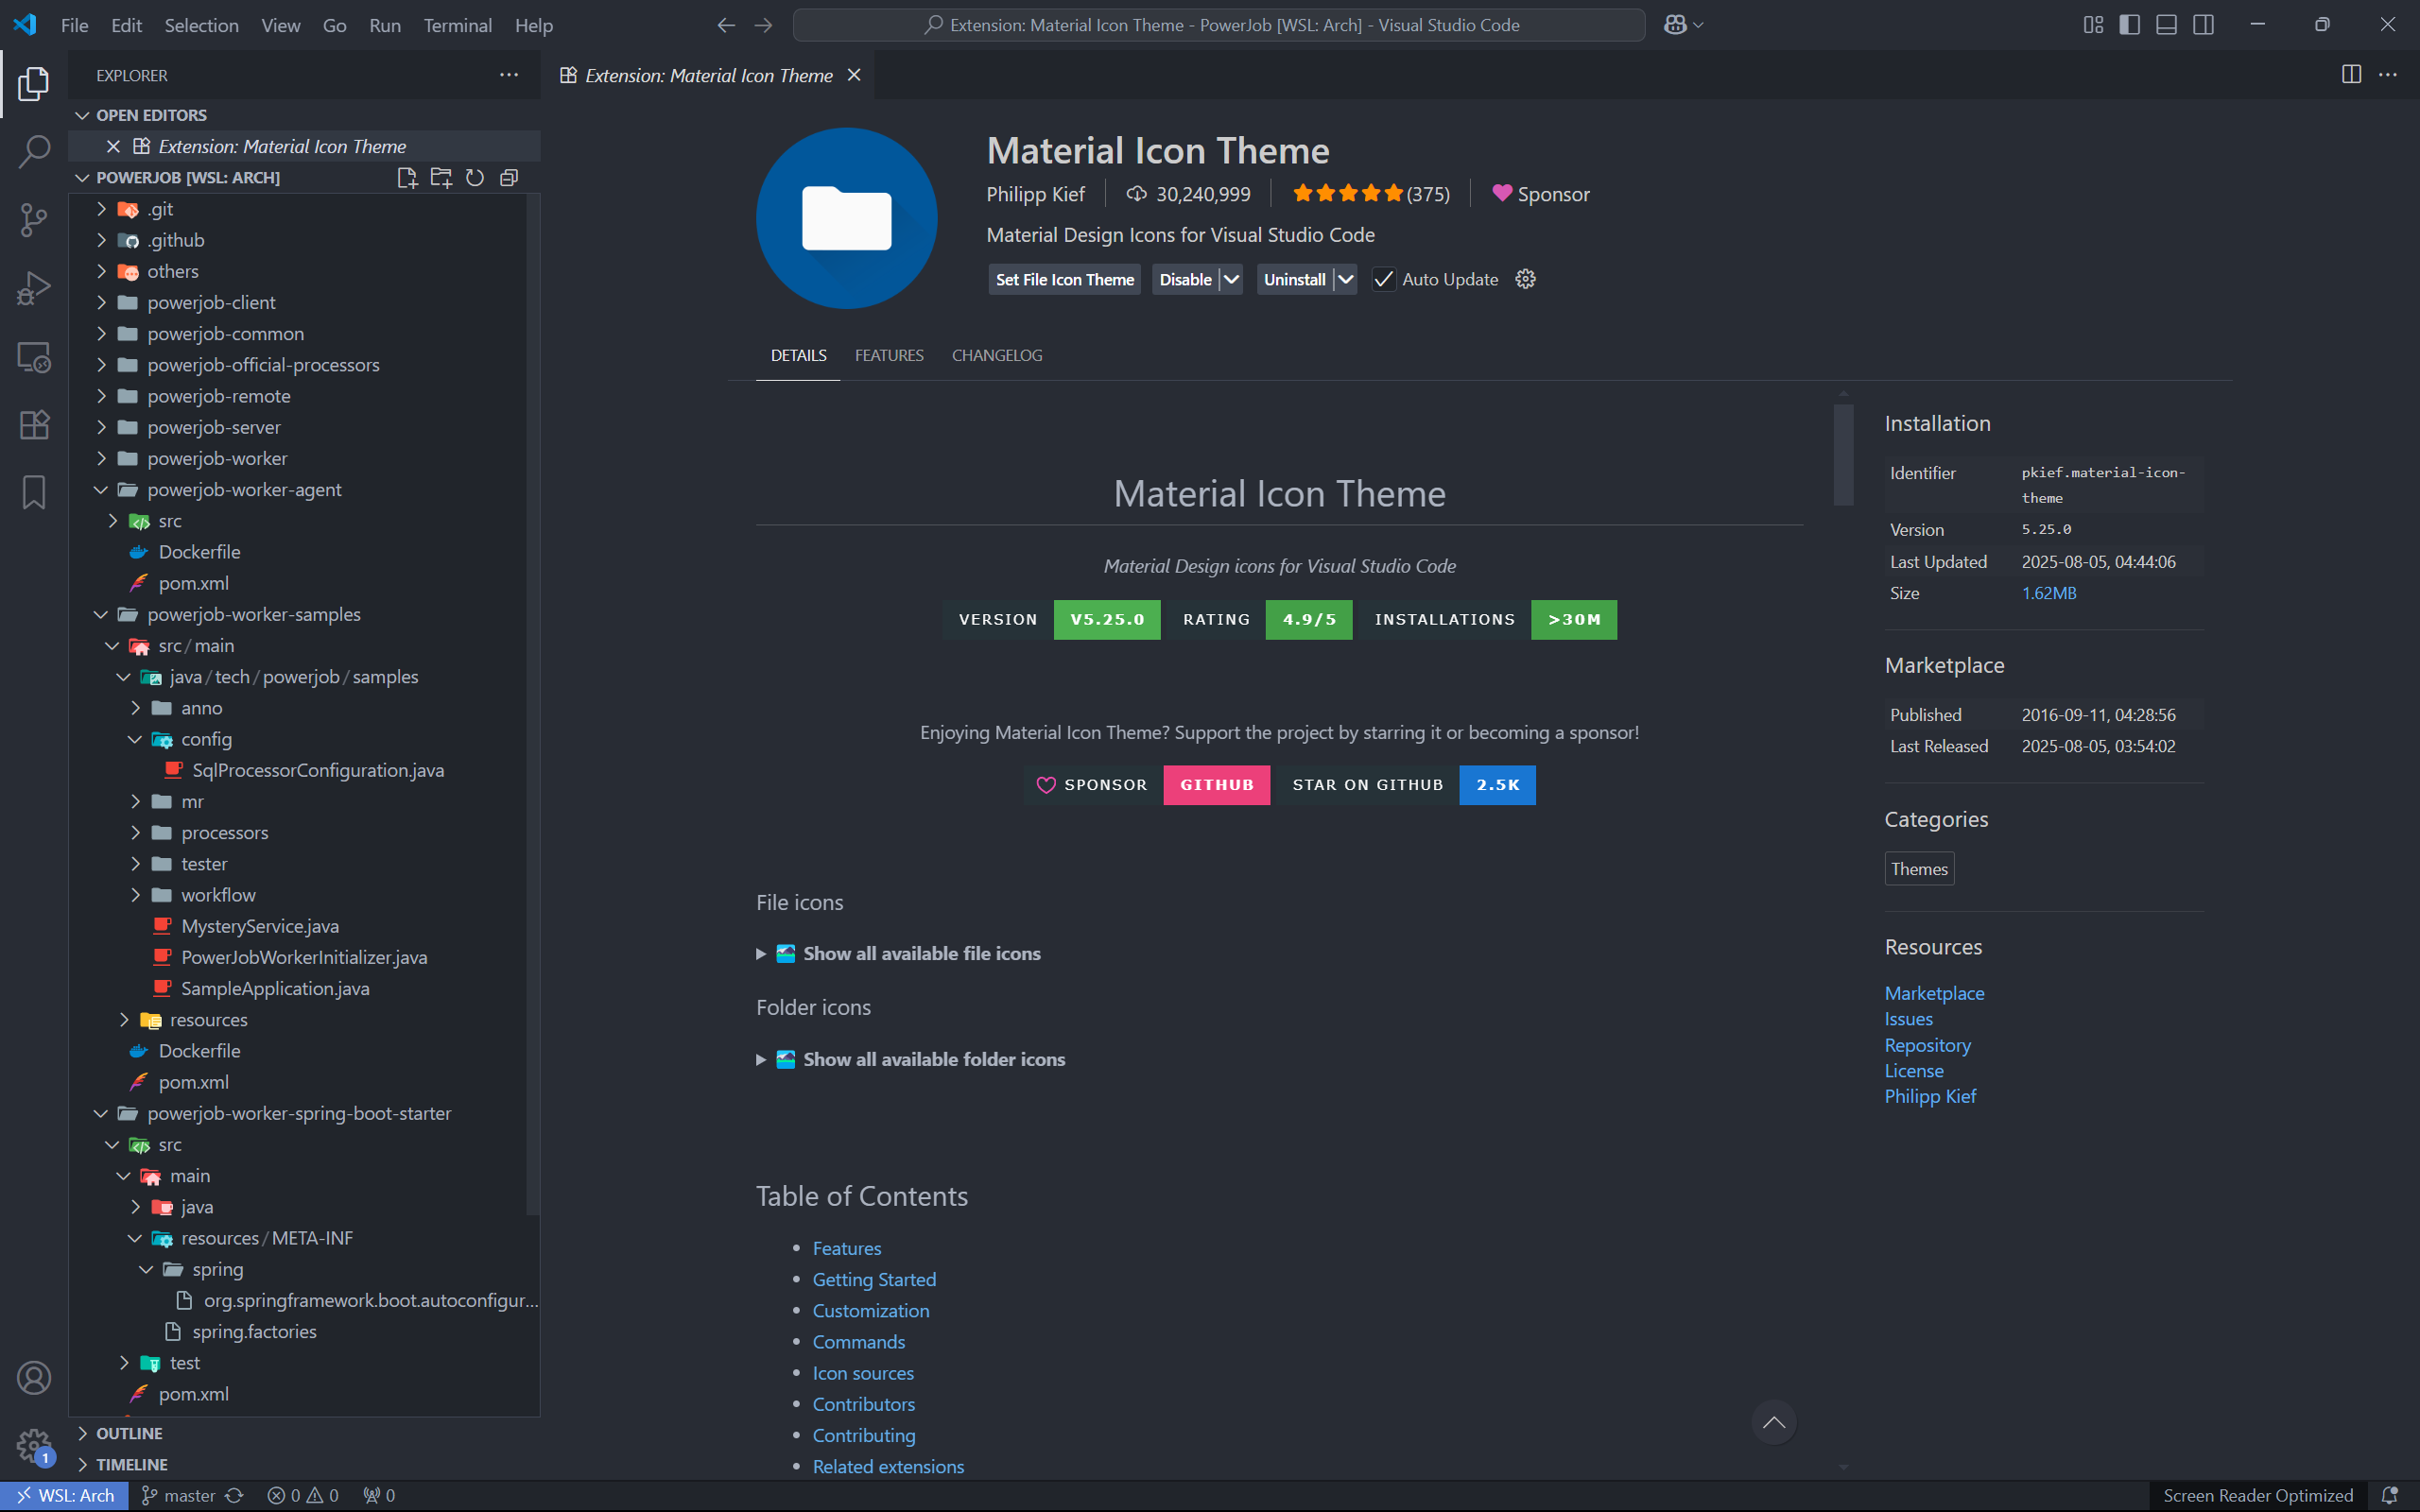 File Edit Selection View Go Run Terminal Help
Extension: Material Icon Theme - PowerJob [WSL: Arch] - Visual Studio Code
EXPLORER
OPEN EDITORS
Extension: Material Icon Theme
POWERJOB [WSL: ARCH]
.git
.github
others
powerjob-client
powerjob-common
powerjob-official-processors
powerjob-remote
powerjob-server
powerjob-worker
powerjob-worker-agent
src
Dockerfile
pom.xml
powerjob-worker-samples
src/main
java/tech/powerjob/samples
anno
config
SqlProcessorConfiguration.java
mr
processors
tester
workflow
MysteryService.java
PowerJobWorkerInitializer.java
SampleApplication.java
resources
Dockerfile
pom.xml
powerjob-worker-spring-boot-starter
src
main
java
resources/META-INF
spring
org.springframework.boot.autoconfigur...
spring.factories
test
pom.xml
OUTLINE
TIMELINE
1
Extension: Material Icon Theme
Material Icon Theme
Philipp Kief 30,240,999 (375) Sponsor
Material Design Icons for Visual Studio Code
Set File Icon Theme Disable Uninstall Auto Update
DETAILS FEATURES CHANGELOG
Material Icon Theme
Material Design icons for Visual Studio Code
VERSION V5.25.0 RATING 4.9/5 INSTALLATIONS >30M
Enjoying Material Icon Theme? Support the project by starring it or becoming a sponsor!
SPONSOR GITHUB STAR ON GITHUB 2.5K
File icons
Show all available file icons
Folder icons
Show all available folder icons
Table of Contents
Features
Getting Started
Customization
Commands
Icon sources
Contributors
Contributing
Related extensions
Installation
Identifier pkief.material-icon-
theme
Version 5.25.0
Last Updated 2025-08-05, 04:44:06
Size 1.62MB
Marketplace
Published 2016-09-11, 04:28:56
Last Released 2025-08-05, 03:54:02
Categories
Themes
Resources
Marketplace
Issues
Repository
License
Philipp Kief
WSL: Arch master 0 0 0 Screen Reader Optimized